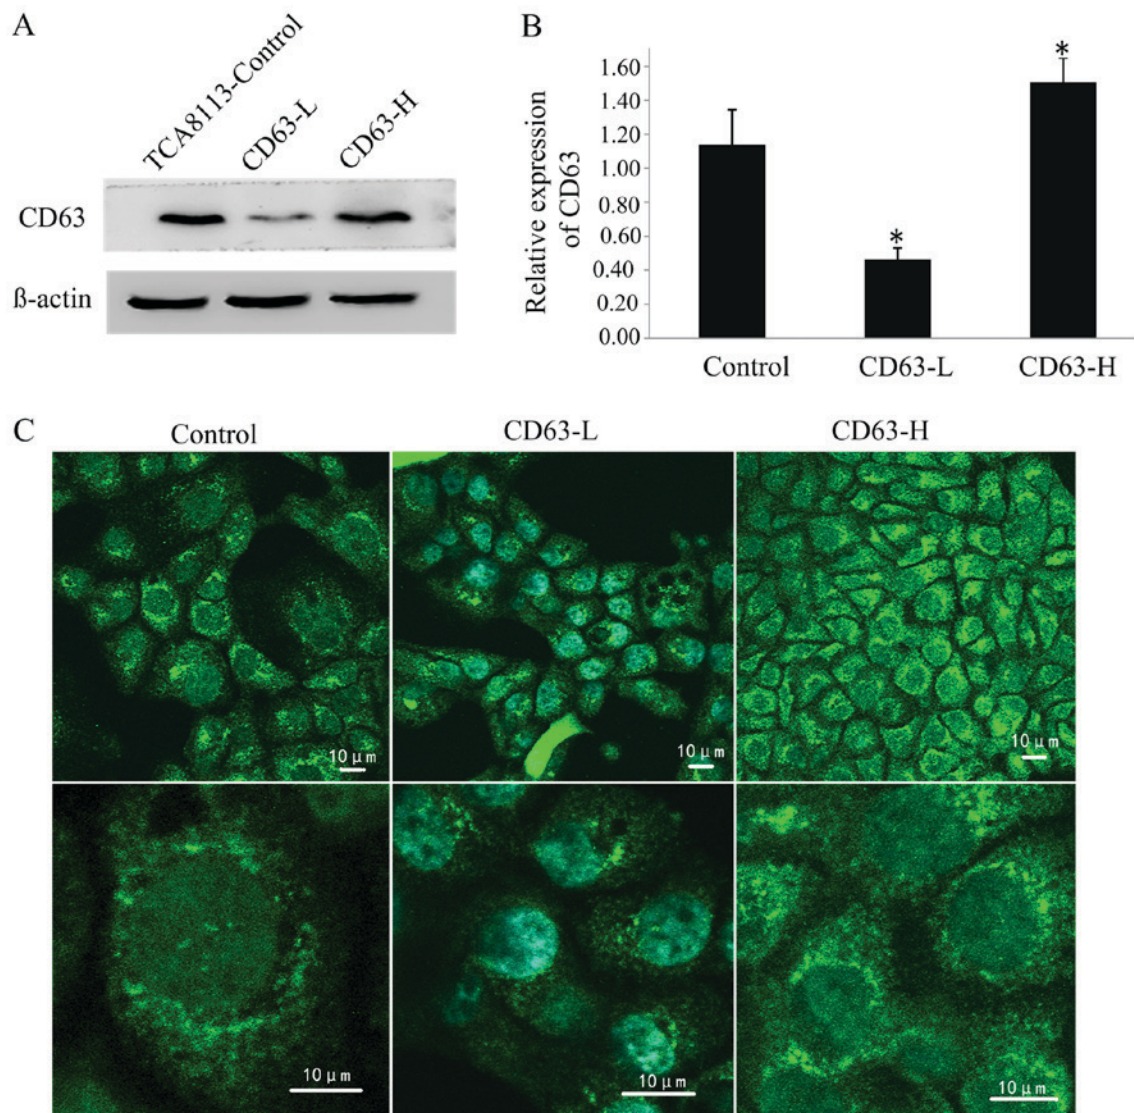 A
TCA8113-Control
CD63-L
CD63-H
CD63
ß-actin
B
Relative expression
of CD63
1.60
1.40
1.20
1.00
0.80
0.60
0.40
0.20
0.00
*
*
Control
CD63-L
CD63-H
C
Control
CD63-L
CD63-H
10 µm
10 µm
10 µm
10 µm
10 µm
10 µm